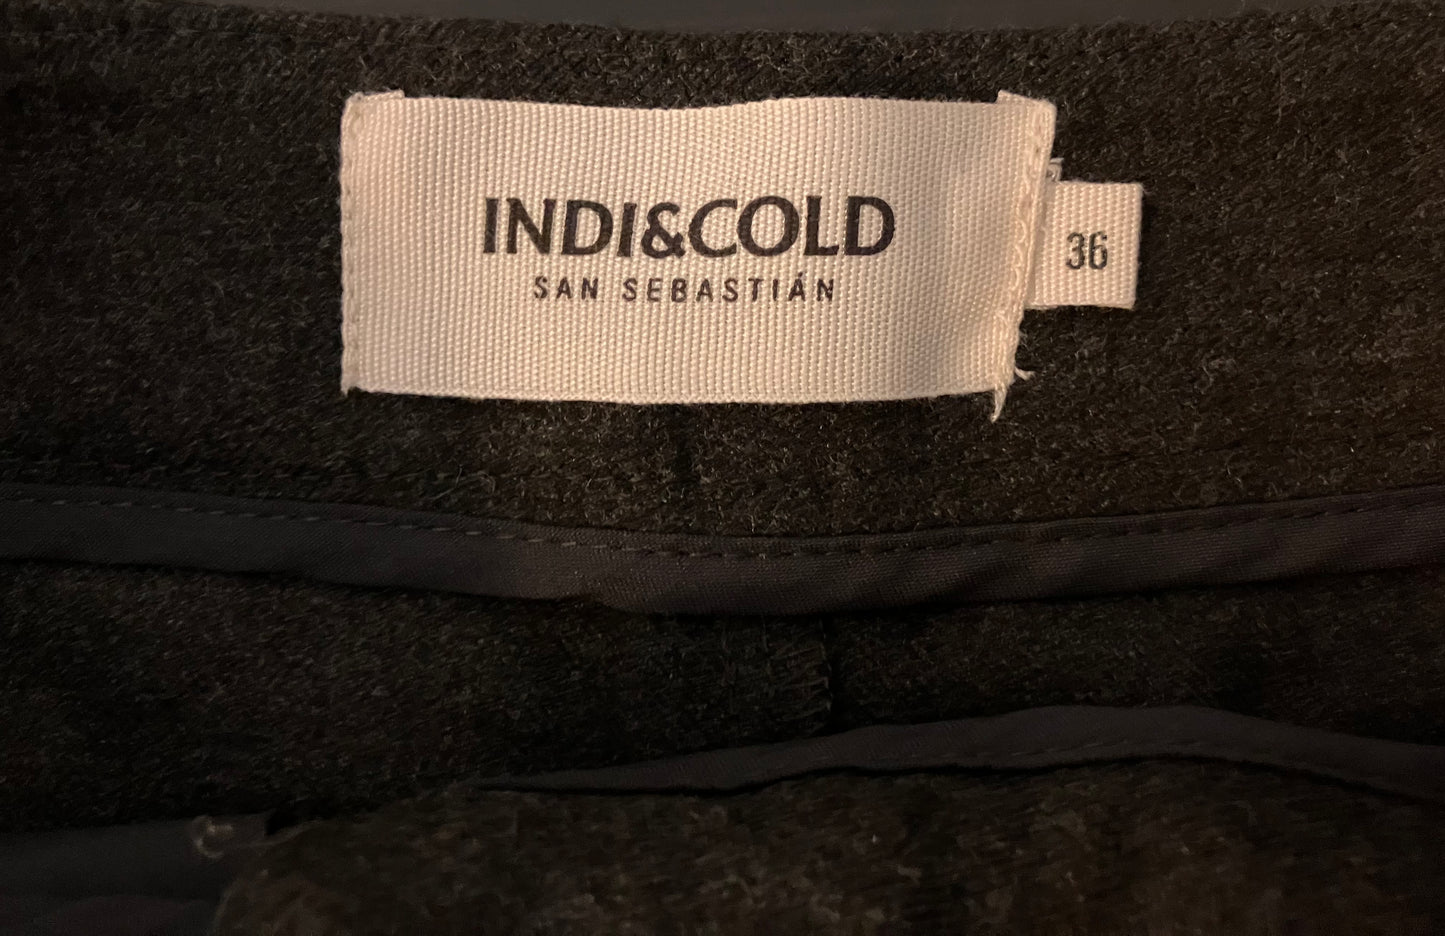 INDI&COLD
SAN SEBASTIÁN
36